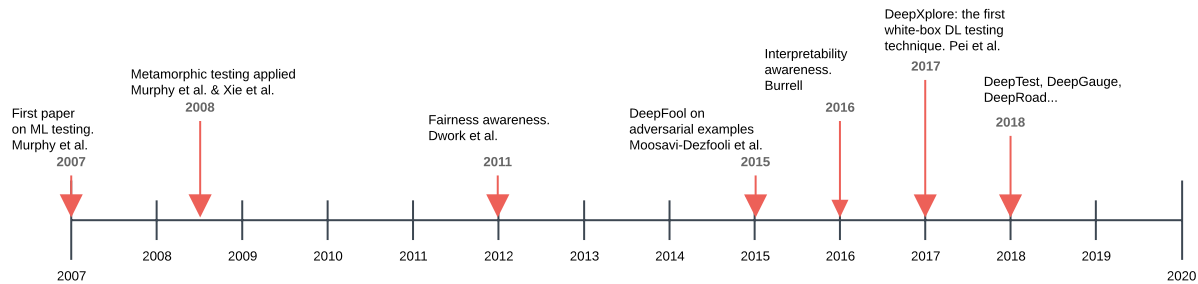 First paper
on ML testing.
Murphy et al.
2007
Metamorphic testing applied
Murphy et al. & Xie et al.
2008
Fairness awareness.
Dwork et al.
2011
DeepFool on
adversarial examples
Moosavi-Dezfooli et al.
2015
Interpretability
awareness.
Burrell
2016
DeepXplore: the first
white-box DL testing
technique. Pei et al.
2017
DeepTest, DeepGauge,
DeepRoad...
2018
2007
2008
2009
2010
2011
2012
2013
2014
2015
2016
2017
2018
2019
2020